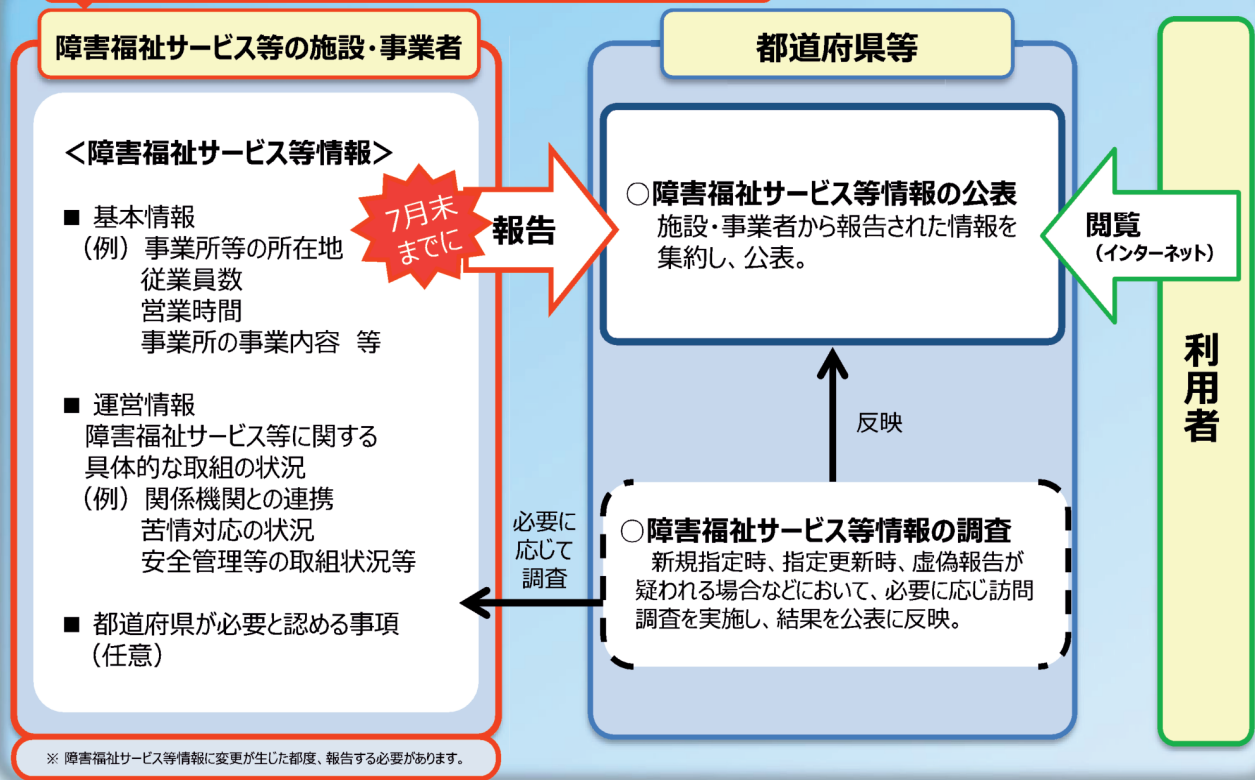 障害福祉サービス等の施設・事業者
＜障害福祉サービス等情報＞
■ 基本情報
（例）事業所等の所在地
従業員数
営業時間
事業所の事業内容 等
■ 運営情報
障害福祉サービス等に関する
具体的な取組の状況
（例）関係機関との連携
苦情対応の状況
安全管理等の取組状況等
■ 都道府県が必要と認める事項
（任意）
※ 障害福祉サービス等情報に変更が生じた都度、報告する必要があります。
7月末
までに
報告
都道府県等
○障害福祉サービス等情報の公表
施設・事業者から報告された情報を
集約し、公表。
反映
必要に
応じて
調査
○障害福祉サービス等情報の調査
新規指定時、指定更新時、虚偽報告が
疑われる場合などにおいて、必要に応じ訪問
調査を実施し、結果を公表に反映。
閲覧
（インターネット）
利用者